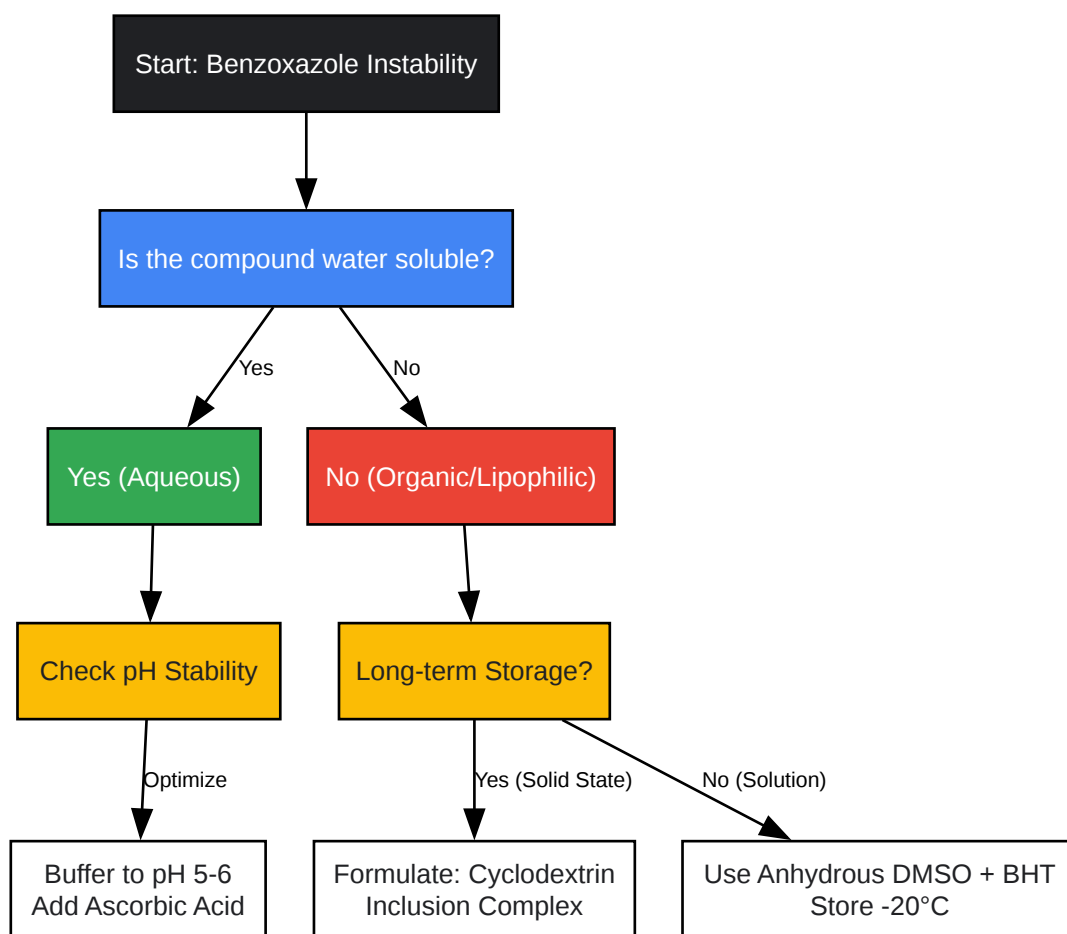 Start: Benzoxazole Instability
Is the compound water soluble?
Yes
No
Yes (Aqueous)
No (Organic/Lipophilic)
Check pH Stability
Long-term Storage?
Optimize
Yes (Solid State)
No (Solution)
Buffer to pH 5-6
Add Ascorbic Acid
Formulate: Cyclodextrin
Inclusion Complex
Use Anhydrous DMSO + BHT
Store -20°C